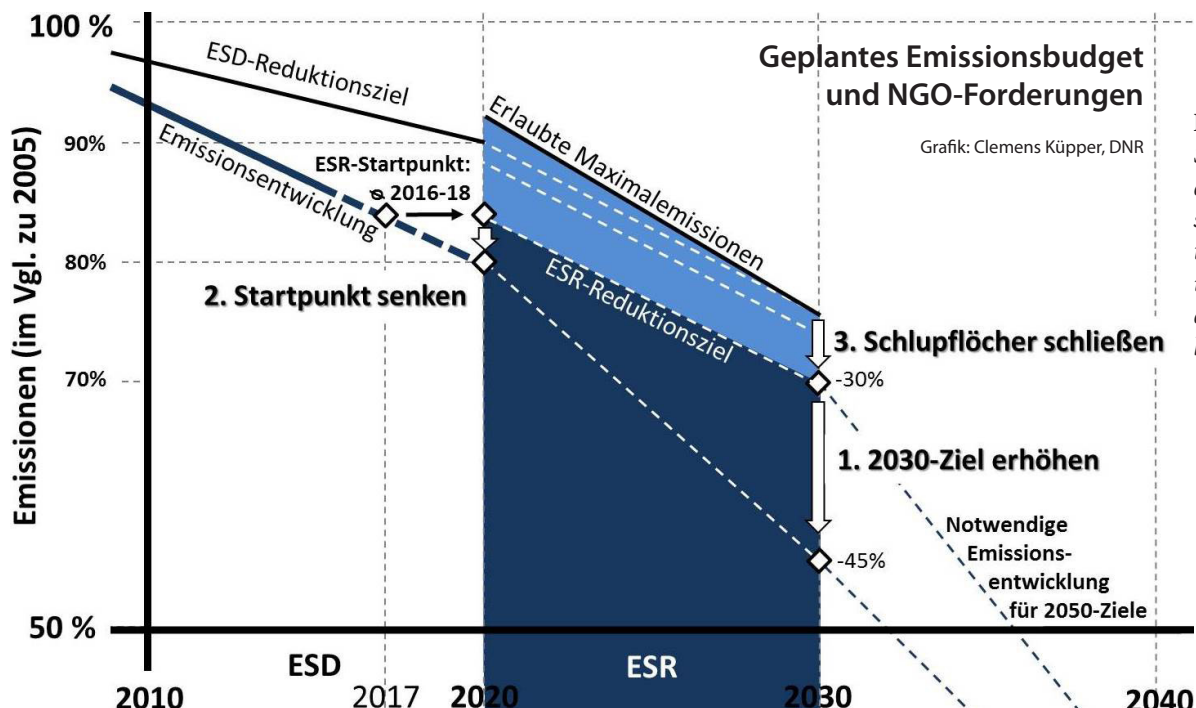 Geplantes Emissionsbudget
und NGO-Forderungen
Grafik: Clemens Küpper, DNR
Emissionen (im Vgl. zu 2005)
100 %
90%
80%
70%
50 %
ESD-Reduktionsziel
Emissionsentwicklung
ESR-Startpunkt:
ø 2016-18
Erlaubte Maximalemissionen
ESR-Reduktionsziel
2. Startpunkt senken
3. Schlupflöcher schließen
-30%
1. 2030-Ziel erhöhen
-45%
Notwendige
Emissions-
entwicklung
für 2050-Ziele
ESD
ESR
2010
2017
2020
2030
2040